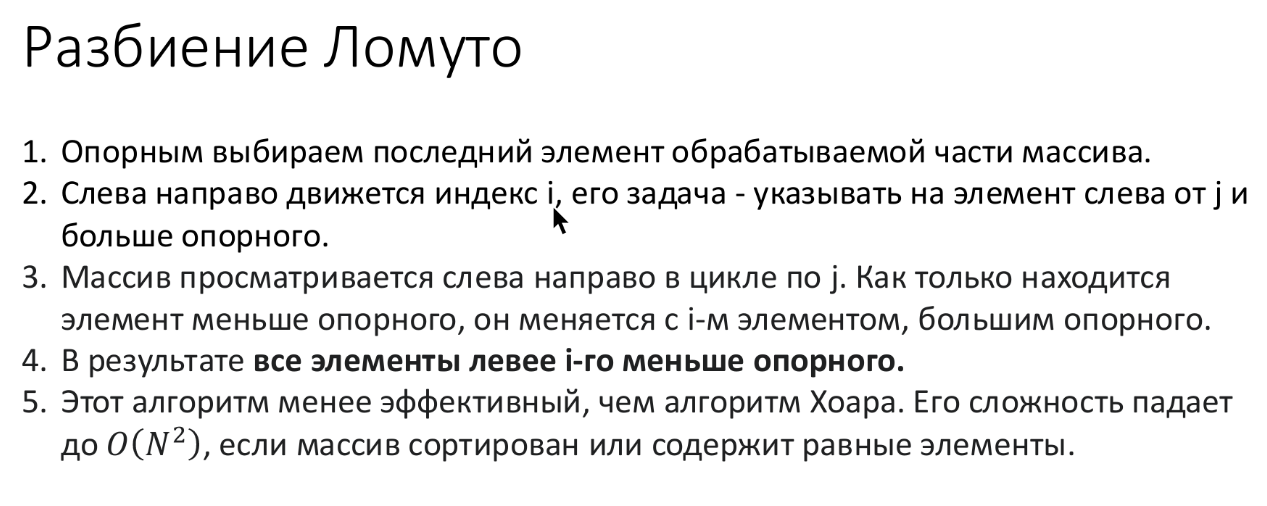 Разбиение Ломуто
1. Опорным выбираем последний элемент обрабатываемой части массива.
2. Слева направо движется индекс i, его задача - указывать на элемент слева от j и
больше опорного.
3. Массив просматривается слева направо в цикле по j. Как только находится
элемент меньше опорного, он меняется с i-м элементом, большим опорного.
4. В результате все элементы левее i-го меньше опорного.
5. Этот алгоритм менее эффективный, чем алгоритм Хоара. Его сложность падает
до O(N²), если массив сортирован или содержит равные элементы.